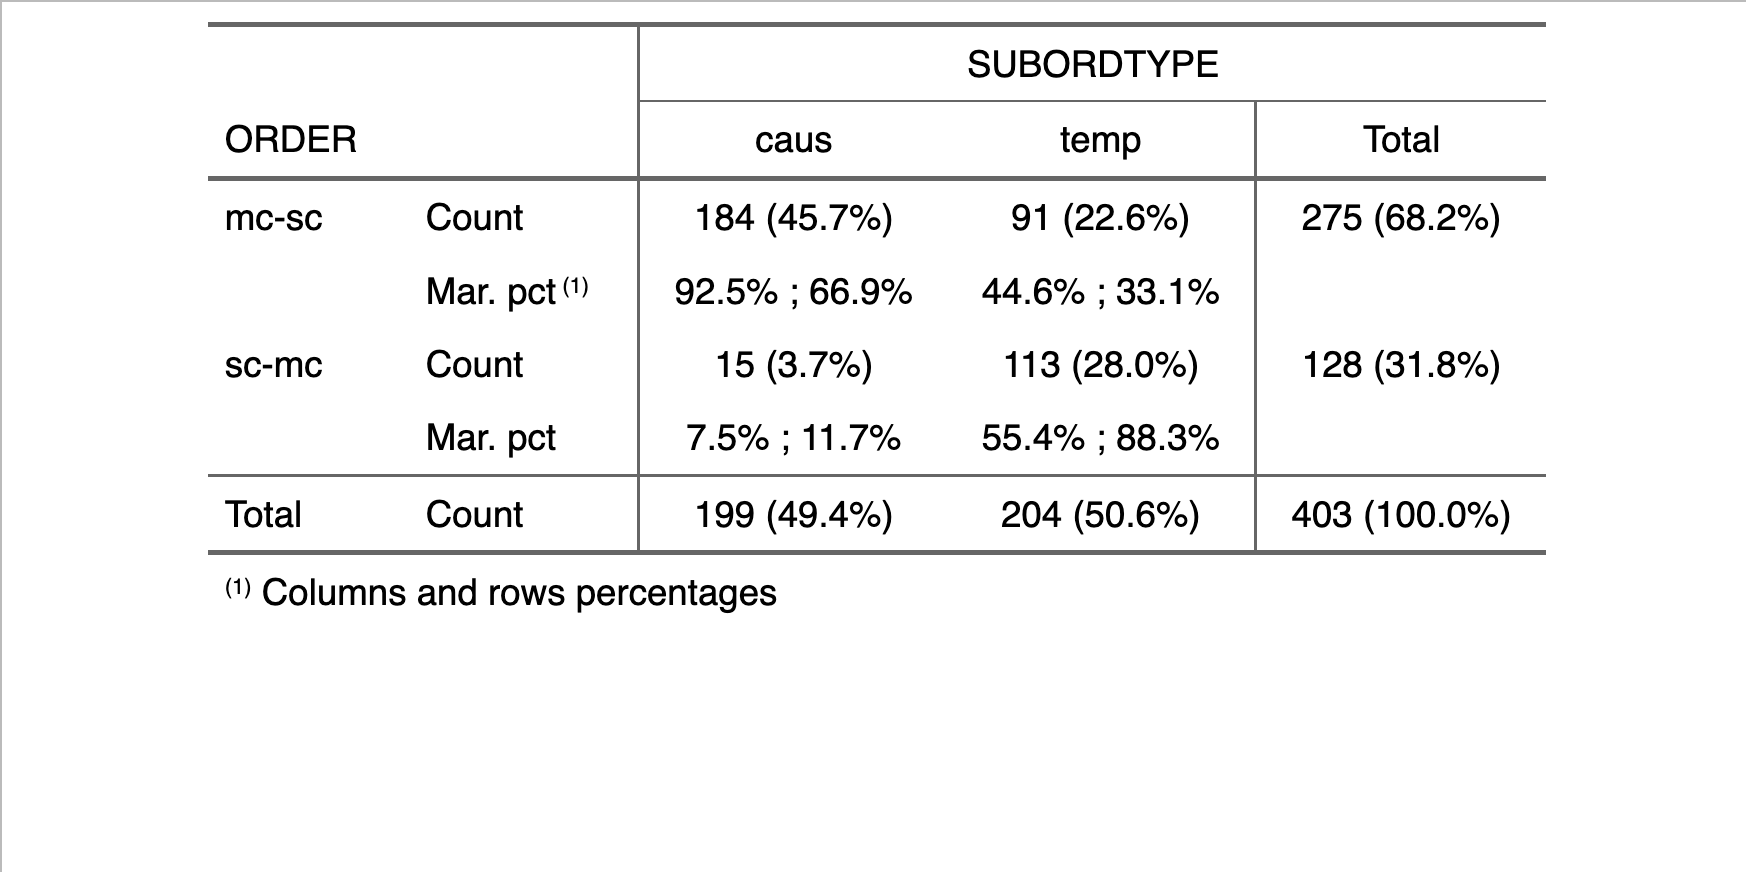 SUBORDTYPE
ORDER caus temp Total
mc-sc Count 184 (45.7%) 91 (22.6%) 275 (68.2%)
Mar. pct (1) 92.5% ; 66.9% 44.6% ; 33.1%
sc-mc Count 15 (3.7%) 113 (28.0%) 128 (31.8%)
Mar. pct 7.5% ; 11.7% 55.4% ; 88.3%
Total Count 199 (49.4%) 204 (50.6%) 403 (100.0%)
(1) Columns and rows percentages